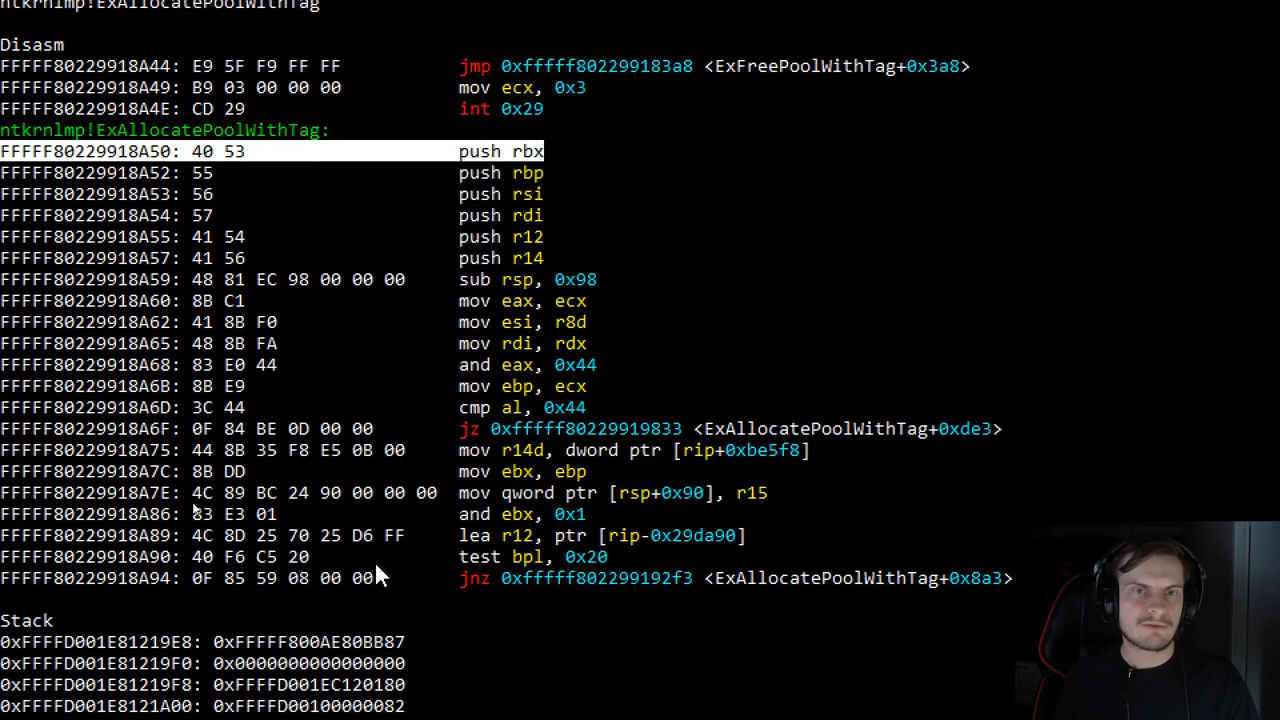 ntkrnlmp!ExAllocatePoolWithTag
Disasm
FFFFF80229918A44: E9 5F F9 FF FF jmp 0xfffff802299183a8 <ExFreePoolWithTag+0x3a8>
FFFFF80229918A49: B9 03 00 00 00 mov ecx, 0x3
FFFFF80229918A4E: CD 29 int 0x29
ntkrnlmp!ExAllocatePoolWithTag:
FFFFF80229918A50: 40 53 push rbx
FFFFF80229918A52: 55 push rbp
FFFFF80229918A53: 56 push rsi
FFFFF80229918A54: 57 push rdi
FFFFF80229918A55: 41 54 push r12
FFFFF80229918A57: 41 56 push r14
FFFFF80229918A59: 48 81 EC 98 00 00 00 sub rsp, 0x98
FFFFF80229918A60: 8B C1 mov eax, ecx
FFFFF80229918A62: 41 8B F0 mov esi, r8d
FFFFF80229918A65: 48 8B FA mov rdi, rdx
FFFFF80229918A68: 83 E0 44 and eax, 0x44
FFFFF80229918A6B: 8B E9 mov ebp, ecx
FFFFF80229918A6D: 3C 44 cmp al, 0x44
FFFFF80229918A6F: 0F 84 BE 0D 00 00 jz 0xfffff80229919833 <ExAllocatePoolWithTag+0xde3>
FFFFF80229918A75: 44 8B 35 F8 E5 0B 00 mov r14d, dword ptr [rip+0xbe5f8]
FFFFF80229918A7C: 8B DD mov ebx, ebp
FFFFF80229918A7E: 4C 89 BC 24 90 00 00 00 mov qword ptr [rsp+0x90], r15
FFFFF80229918A86: 83 E3 01 and ebx, 0x1
FFFFF80229918A89: 4C 8D 25 70 25 D6 FF lea r12, ptr [rip-0x29da90]
FFFFF80229918A90: 40 F6 C5 20 test bpl, 0x20
FFFFF80229918A94: 0F 85 59 08 00 00 jnz 0xfffff802299192f3 <ExAllocatePoolWithTag+0x8a3>
Stack
0xFFFFD001E81219E8: 0xFFFFF800AE80BB87
0xFFFFD001E81219F0: 0x0000000000000000
0xFFFFD001E81219F8: 0xFFFFD001EC120180
0xFFFFD001E8121A00: 0xFFFFD00100000082